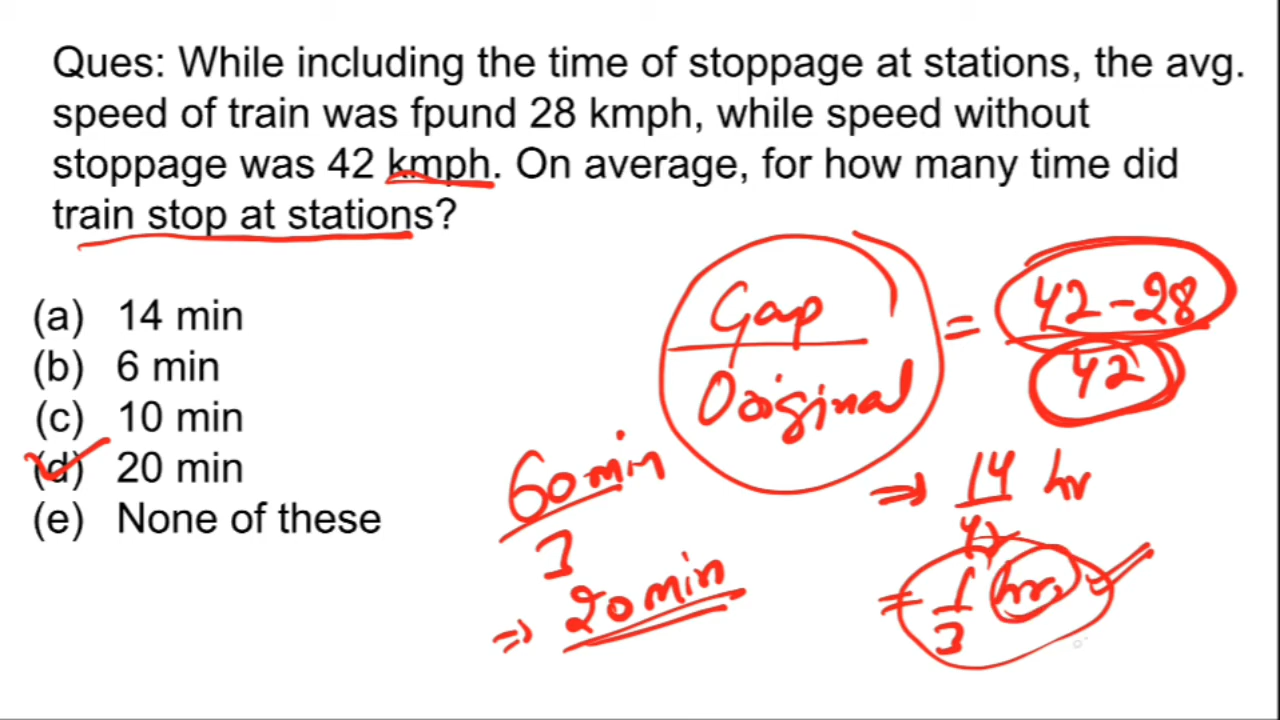 Ques: While including the time of stoppage at stations, the avg.
speed of train was fpund 28 kmph, while speed without
stoppage was 42 kmph. On average, for how many time did
train stop at stations?
(a) 14 min
(b) 6 min
(c) 10 min
(d) 20 min
(e) None of these
Gap
Original
=
42-28
42
⇒ 14 hr
42
= 1 hr.
3
60 min
3
⇒ 20 min